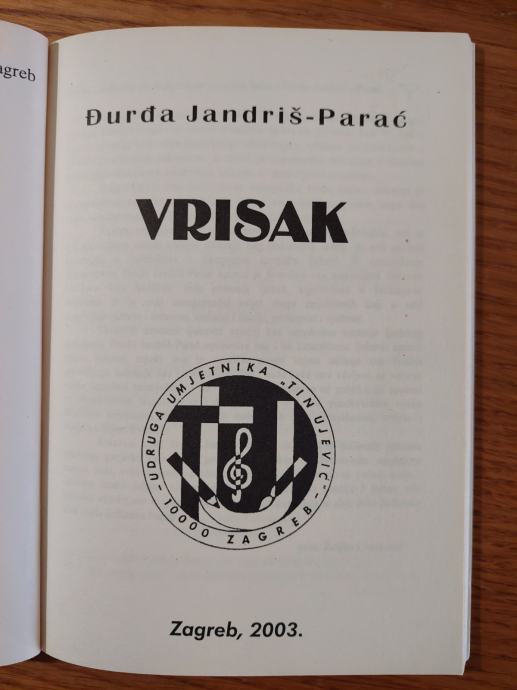 agreb
Đurđa Jandriš-Parać
VRISAK
UDRUGA UMJETNIKA „TIN UJEVIĆ“
10000 ZAGREB
Zagreb, 2003.